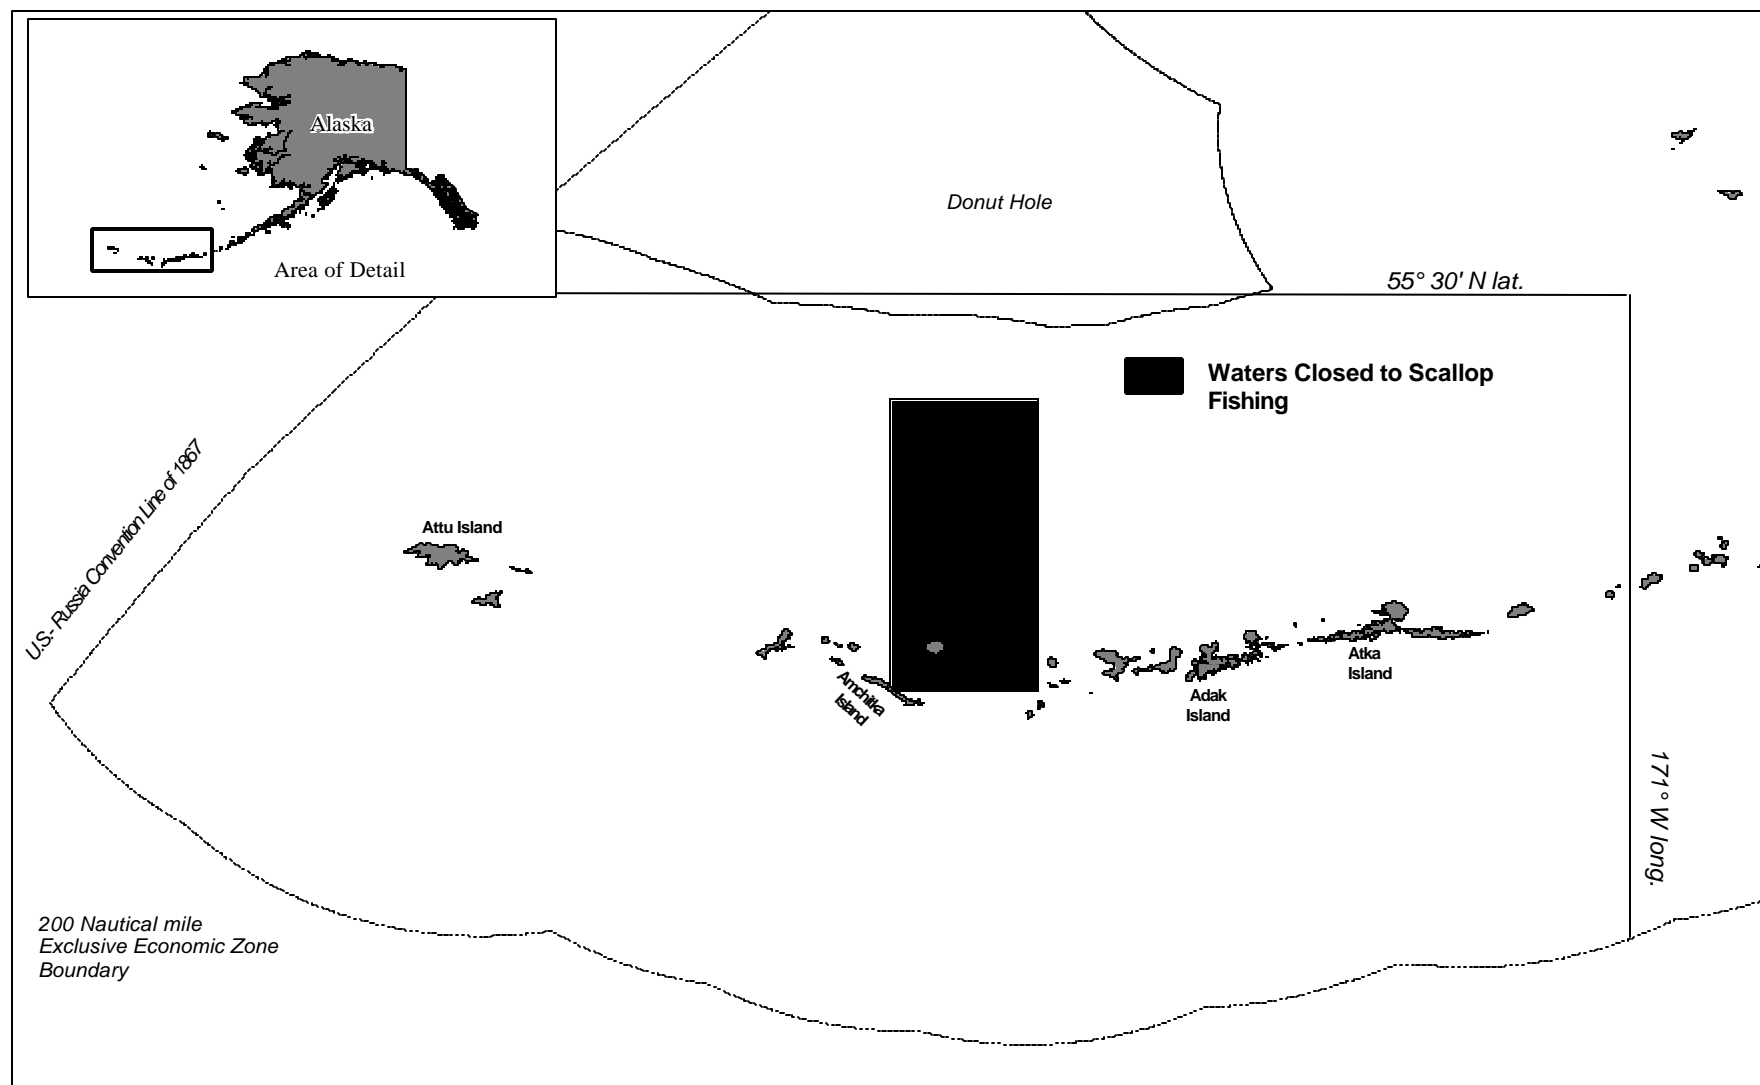 Alaska
Area of Detail
Donut Hole
55° 30' N lat.
Waters Closed to Scallop
Fishing
U.S.- Russia Convention Line of 1867
Attu Island
Amchitka
Island
Adak
Island
Atka
Island
171° W long.
200 Nautical mile
Exclusive Economic Zone
Boundary